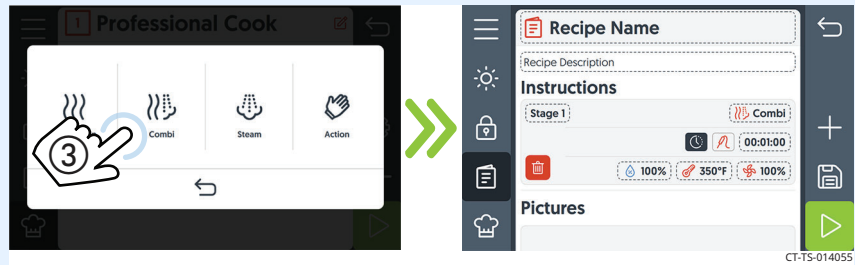 1 Professional Cook
Combi
Steam
Action
3
Recipe Name
Recipe Description
Instructions
Stage 1
Combi
00:01:00
100%
350°F
100%
Pictures
CT-TS-014055